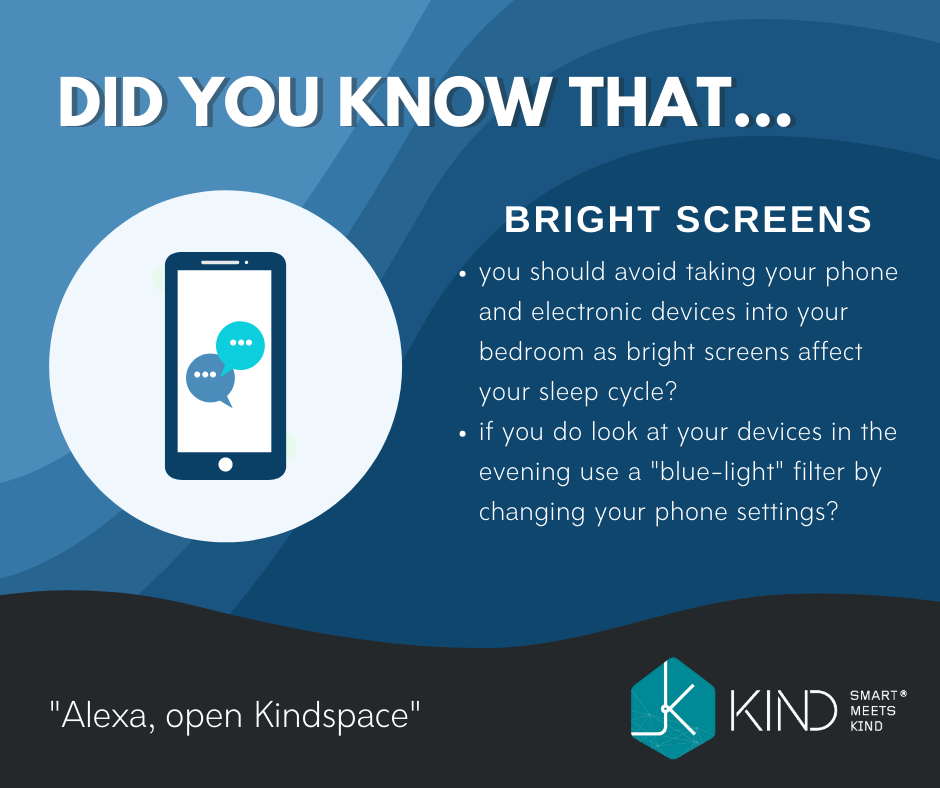 DID YOU KNOW THAT...
BRIGHT SCREENS
• you should avoid taking your phone
and electronic devices into your
bedroom as bright screens affect
your sleep cycle?
• if you do look at your devices in the
evening use a "blue-light" filter by
changing your phone settings?
"Alexa, open Kindspace"
KIND
SMART®
MEETS
KIND